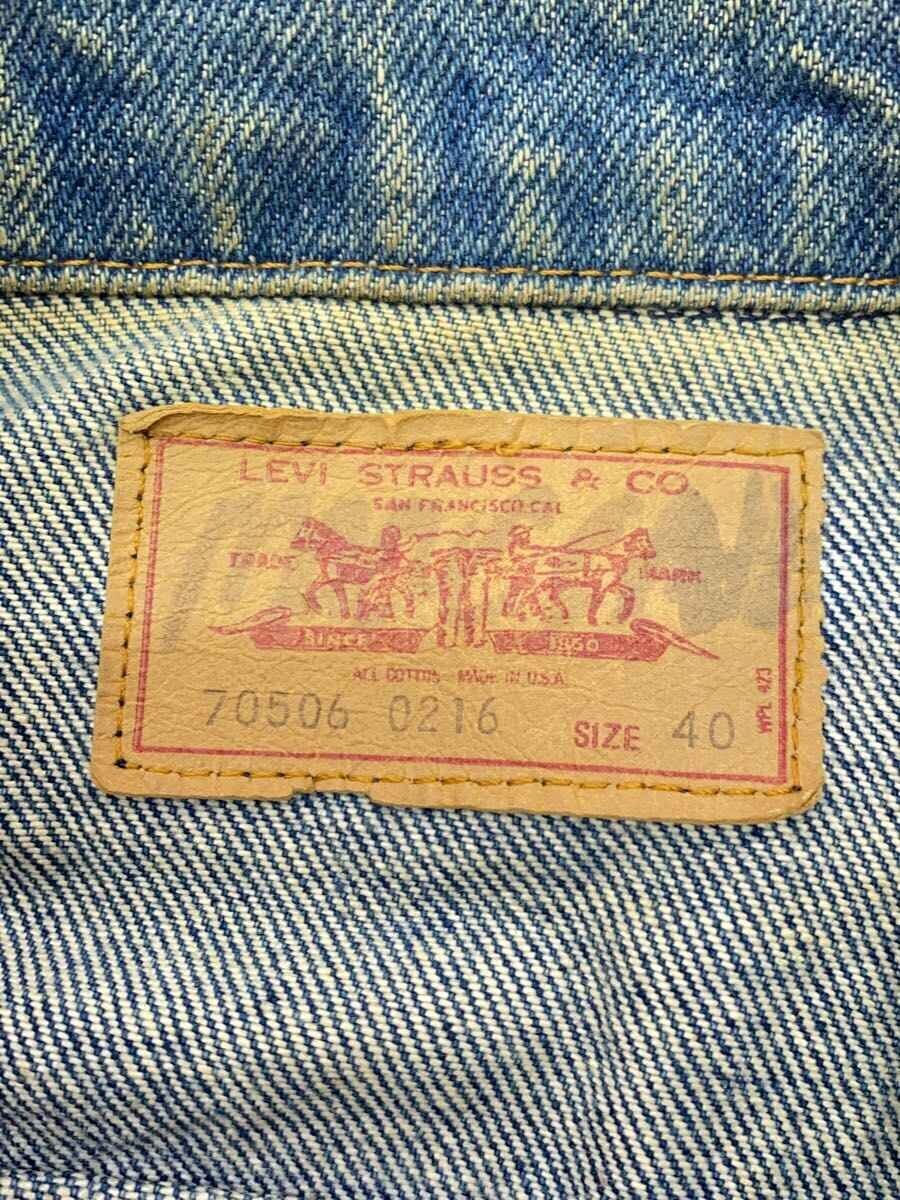 LEVI STRAUSS & CO.
SAN FRANCISCO, CAL
TRADE MARK
SINCE 1850
ALL COTTON MADE IN U.S.A.
70506 0216 SIZE 40
WPL 423